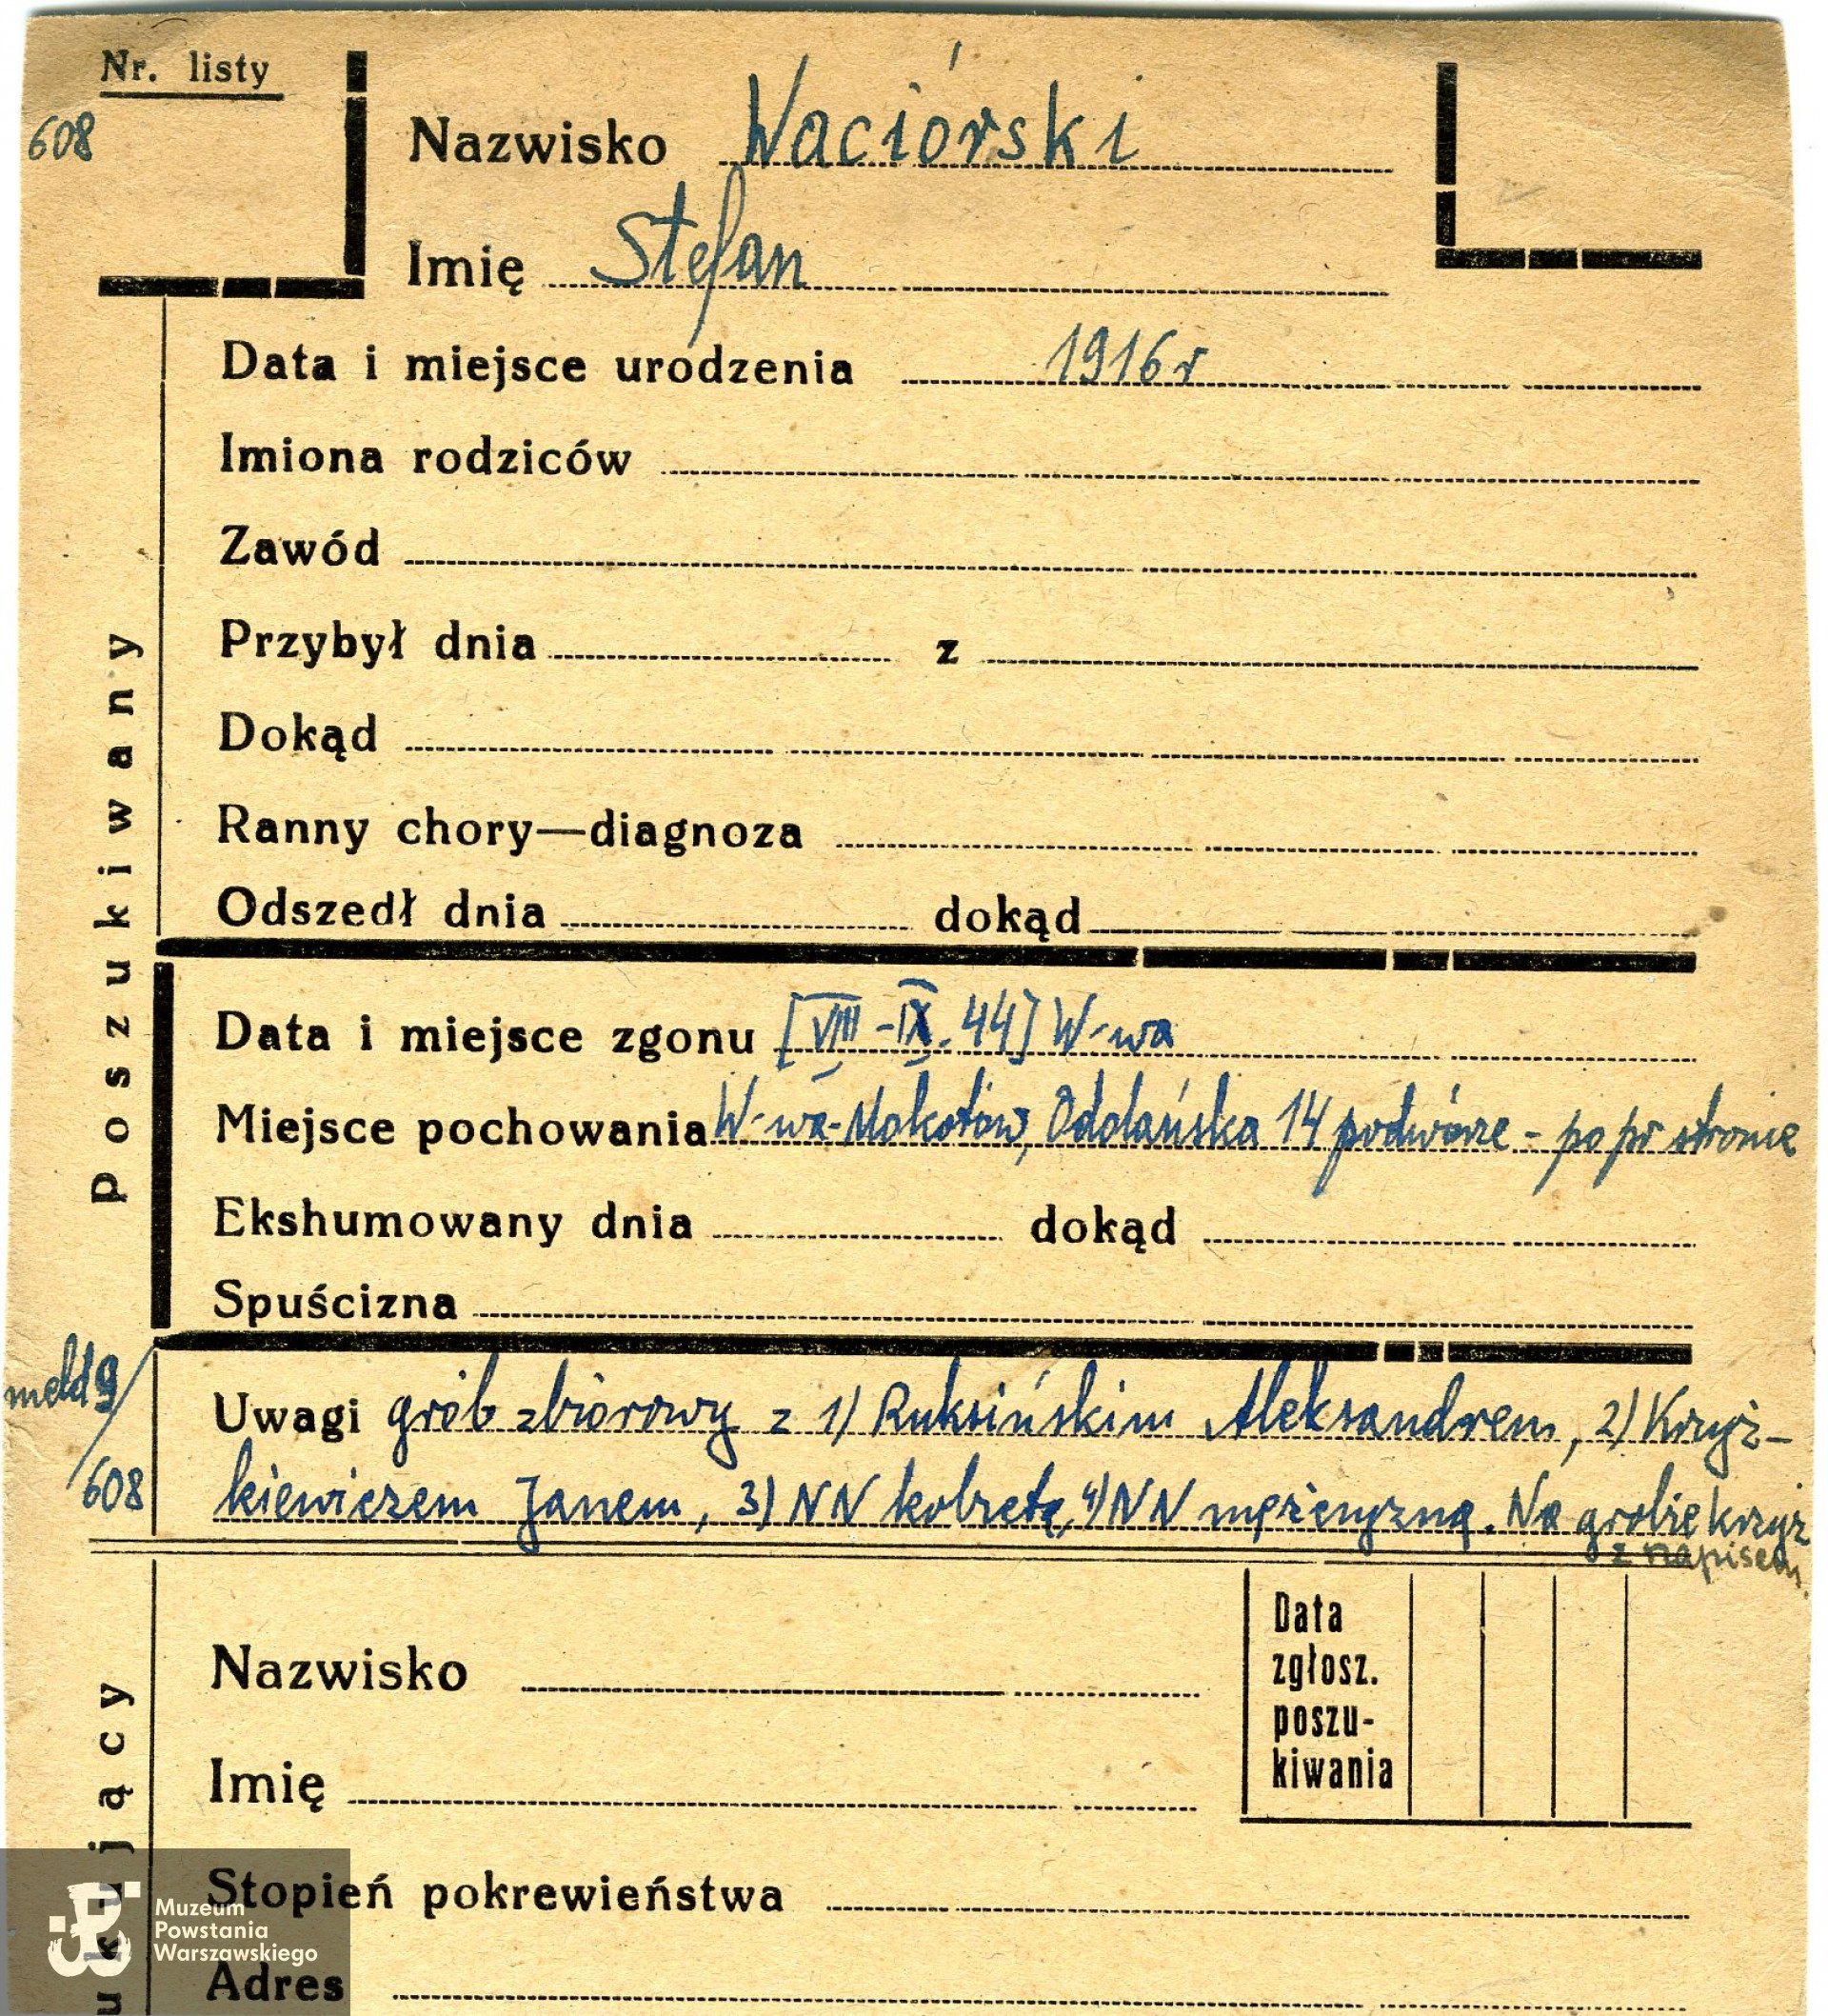 Nr. listy
608
Nazwisko Waciórski
Imię Stefan
Data i miejsce urodzenia 1916 r
Imiona rodziców
Zawód
Przybył dnia z
Dokąd
Ranny chory—diagnoza
Odszedł dnia dokąd
Poszukiwany
Data i miejsce zgonu [VIII-IX.44] W-wa
Miejsce pochowania W-wa-Mokotów, Odolańska 14 podwórze - po pr stronie
Ekshumowany dnia dokąd
Spuścizna
meld 9/608
Uwagi grób zbiorowy z 1) Ruksińskim Aleksandrem, 2) Krzyż-
kiewiczem Janem, 3) NN kobietą, 4) NN mężczyzną. Na grobie krzyż
z napisem.
Nazwisko
Data
zgłosz.
poszu-
kiwania
Imię
Stopień pokrewieństwa
Adres
ukujący
Muzeum
Powstania
Warszawskiego